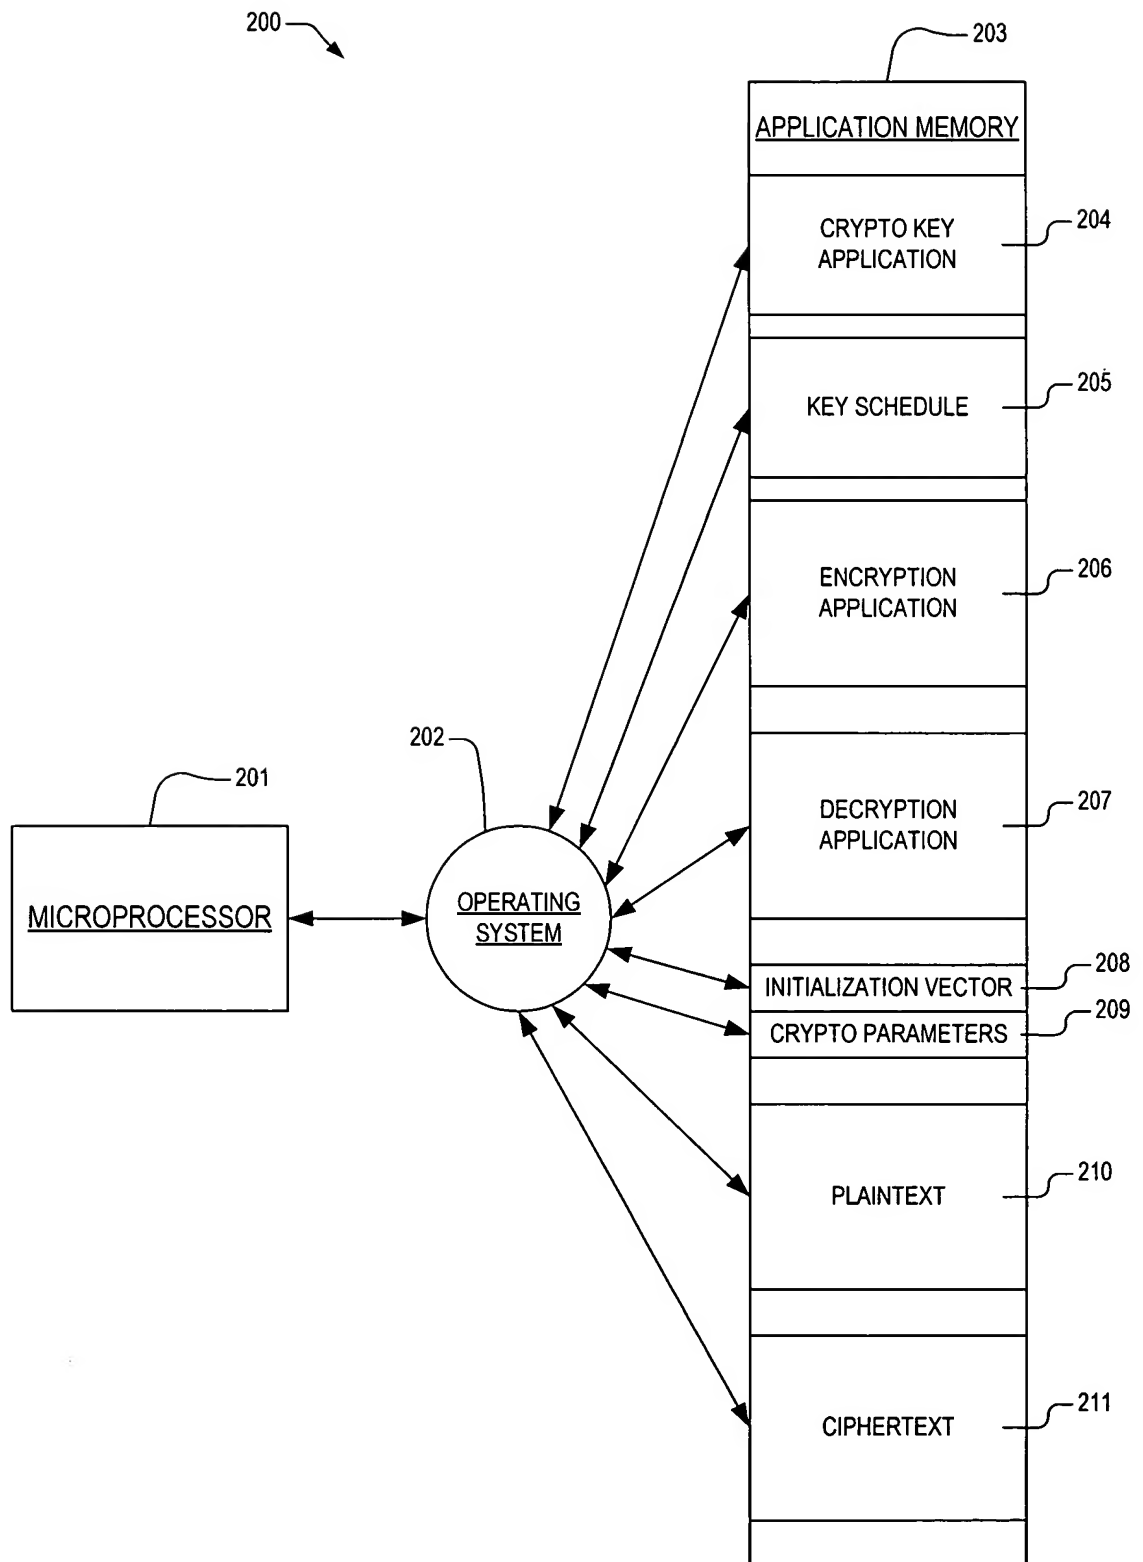 200
203
APPLICATION MEMORY
CRYPTO KEY
APPLICATION
204
KEY SCHEDULE
205
ENCRYPTION
APPLICATION
206
202
201
DECRYPTION
APPLICATION
207
MICROPROCESSOR
OPERATING
SYSTEM
INITIALIZATION VECTOR
208
CRYPTO PARAMETERS
209
PLAINTEXT
210
CIPHERTEXT
211